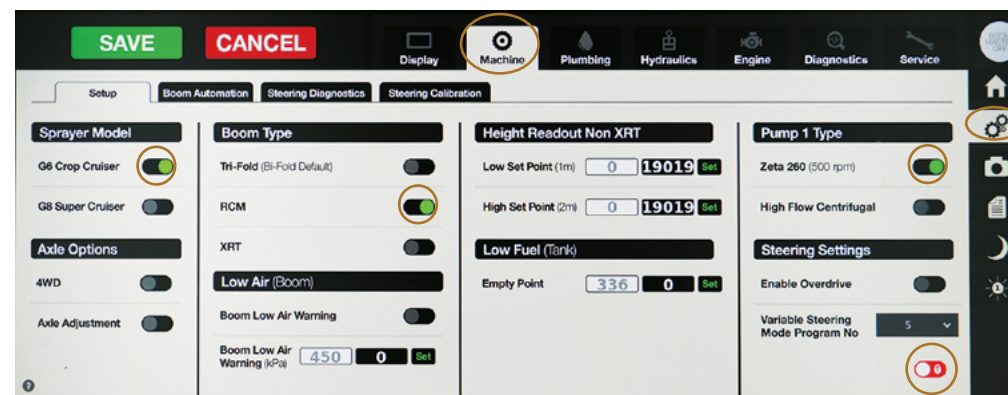 SAVE
CANCEL
Display
Machine
Plumbing
Hydraulics
Engine
Diagnostics
Service
Setup
Boom Automation
Steering Diagnostics
Steering Calibration
Sprayer Model
G6 Crop Cruiser
G8 Super Cruiser
Axle Options
4WD
Axle Adjustment
Boom Type
Tri-Fold (Bi-Fold Default)
RCM
XRT
Low Air (Boom)
Boom Low Air Warning
Boom Low Air
Warning (kPa) 450 0 Set
Height Readout Non XRT
Low Set Point (1m) 0 19019 Set
High Set Point (2m) 0 19019 Set
Low Fuel (Tank)
Empty Point 336 0 Set
Pump 1 Type
Zeta 260 (500 rpm)
High Flow Centrifugal
Steering Settings
Enable Overdrive
Variable Steering
Mode Program No 5
?